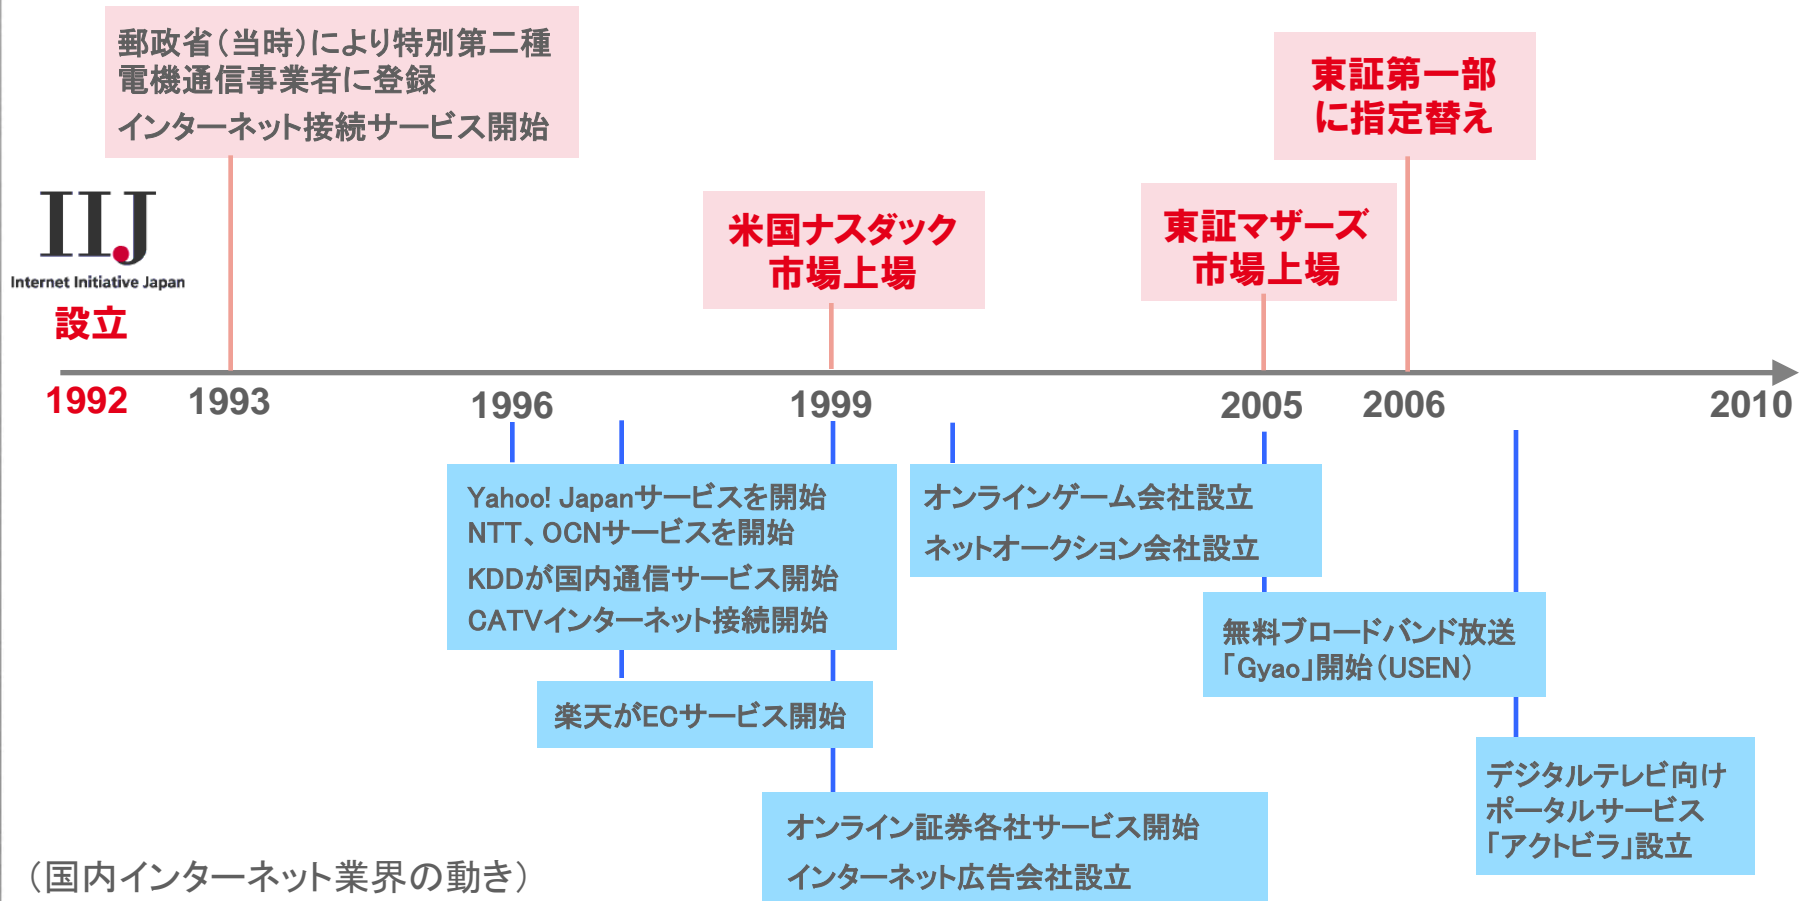 郵政省（当時）により特別第二種
電機通信事業者に登録
インターネット接続サービス開始
東証第一部
に指定替え
IIJ
Internet Initiative Japan
設立
米国ナスダック
市場上場
東証マザーズ
市場上場
1992
1993
1996
1999
2005
2006
2010
Yahoo! Japanサービスを開始
NTT、OCNサービスを開始
KDDが国内通信サービス開始
CATVインターネット接続開始
オンラインゲーム会社設立
ネットオークション会社設立
無料ブロードバンド放送
「Gyao」開始（USEN）
楽天がECサービス開始
デジタルテレビ向け
ポータルサービス
「アクトビラ」設立
オンライン証券各社サービス開始
インターネット広告会社設立
（国内インターネット業界の動き）